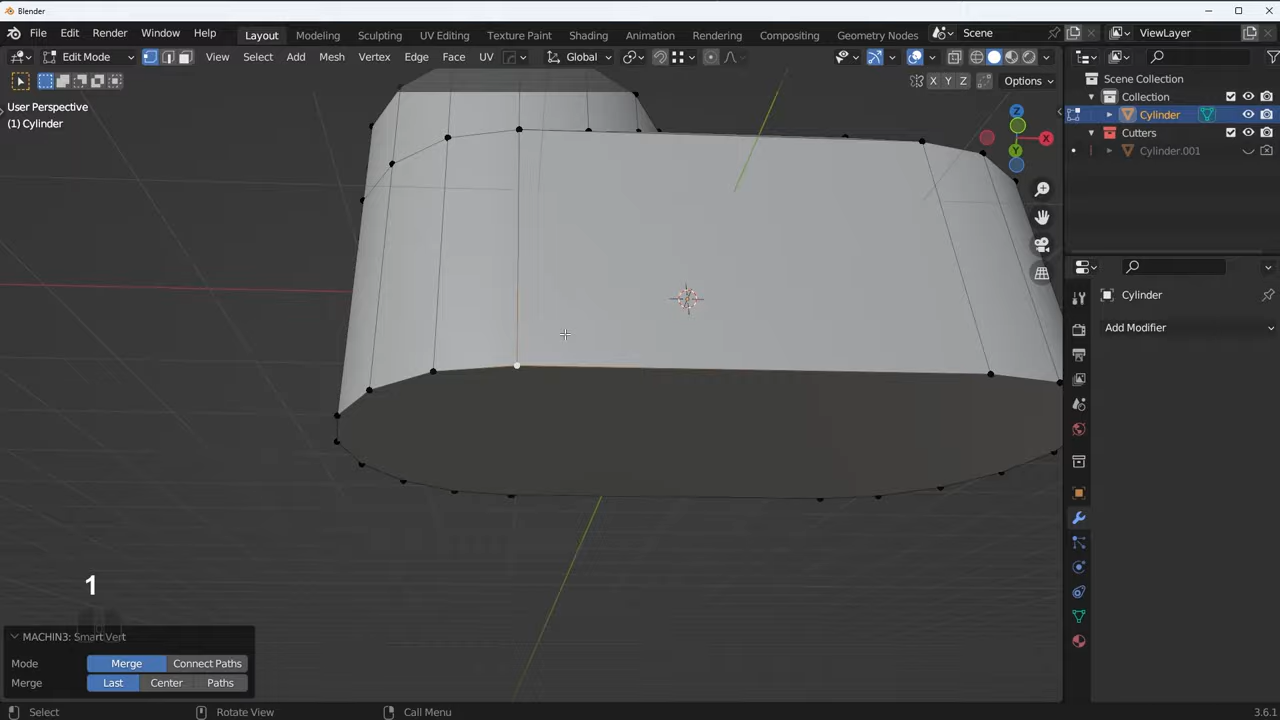 Blender
File Edit Render Window Help Layout Modeling Sculpting UV Editing Texture Paint Shading Animation Rendering Compositing Geometry Nodes Scene ViewLayer
Edit Mode View Select Add Mesh Vertex Edge Face UV Global
X Y Z Options
User Perspective
(1) Cylinder
Scene Collection
Collection
Cylinder
Cutters
Cylinder.001
Z
X
Y
Cylinder
Add Modifier
1
MACHIN3: Smart Vert
Mode Merge Connect Paths
Merge Last Center Paths
Select Rotate View Call Menu 3.6.1